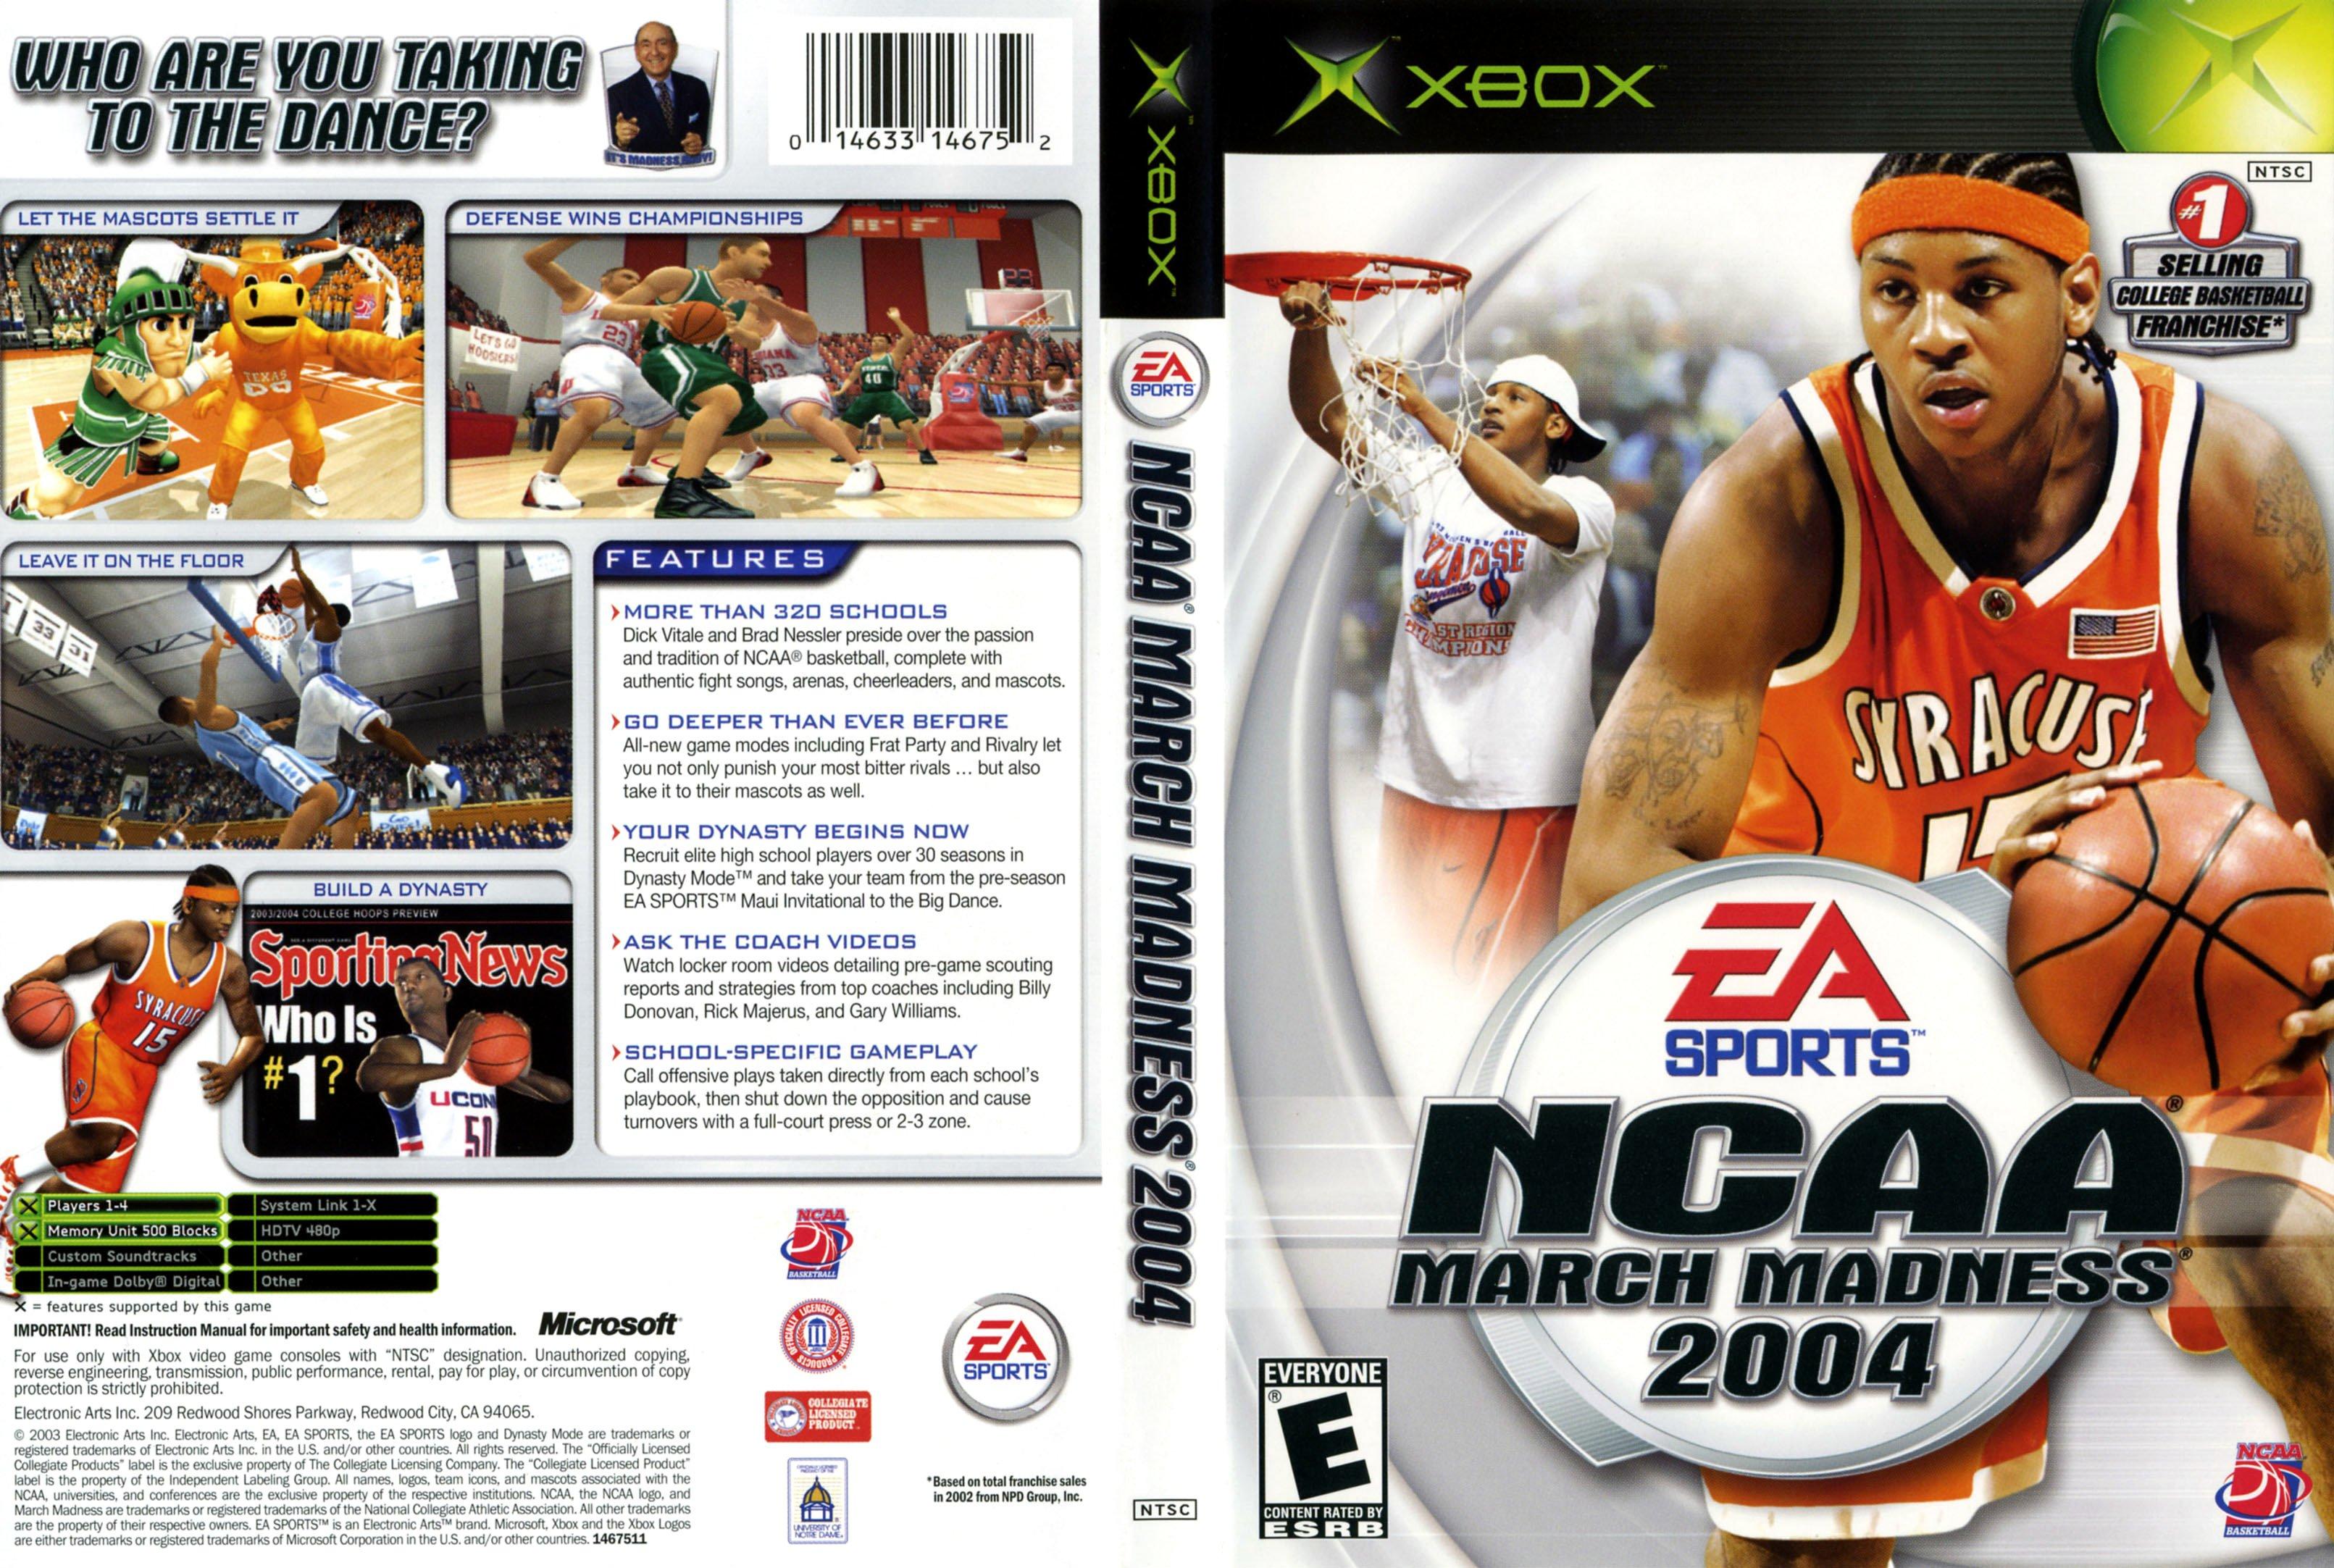 WHO ARE YOU TAKING
TO THE DANCE?
IT'S MADNESS, BABY!
0 14633 14675 2
LET THE MASCOTS SETTLE IT
TEXAS
DEFENSE WINS CHAMPIONSHIPS
LET'S GO
HOOSIERS!
23
33
40
LEAVE IT ON THE FLOOR
33
31
BUILD A DYNASTY
2003/2004 COLLEGE HOOPS PREVIEW
Sporting News
Who Is
#1?
UCONN
50
SYRACUSE
15
FEATURES
MORE THAN 320 SCHOOLS
Dick Vitale and Brad Nessler preside over the passion
and tradition of NCAA® basketball, complete with
authentic fight songs, arenas, cheerleaders, and mascots.
GO DEEPER THAN EVER BEFORE
All-new game modes including Frat Party and Rivalry let
you not only punish your most bitter rivals ... but also
take it to their mascots as well.
YOUR DYNASTY BEGINS NOW
Recruit elite high school players over 30 seasons in
Dynasty Mode™ and take your team from the pre-season
EA SPORTS™ Maui Invitational to the Big Dance.
ASK THE COACH VIDEOS
Watch locker room videos detailing pre-game scouting
reports and strategies from top coaches including Billy
Donovan, Rick Majerus, and Gary Williams.
SCHOOL-SPECIFIC GAMEPLAY
Call offensive plays taken directly from each school's
playbook, then shut down the opposition and cause
turnovers with a full-court press or 2-3 zone.
Players 1-4
System Link 1-X
Memory Unit 500 Blocks
HDTV 480p
Custom Soundtracks
Other
In-game Dolby® Digital
Other
X = features supported by this game
IMPORTANT! Read Instruction Manual for important safety and health information.
Microsoft
For use only with Xbox video game consoles with "NTSC" designation. Unauthorized copying,
reverse engineering, transmission, public performance, rental, pay for play, or circumvention of copy
protection is strictly prohibited.
Electronic Arts Inc. 209 Redwood Shores Parkway, Redwood City, CA 94065.
© 2003 Electronic Arts Inc. Electronic Arts, EA, EA SPORTS, the EA SPORTS logo and Dynasty Mode are trademarks or
registered trademarks of Electronic Arts Inc. in the U.S. and/or other countries. All rights reserved. The "Officially Licensed
Collegiate Products" label is the exclusive property of The Collegiate Licensing Company. The "Collegiate Licensed Product"
label is the property of the Independent Labeling Group. All names, logos, team icons, and mascots associated with the
NCAA, universities, and conferences are the exclusive property of the respective institutions. NCAA, the NCAA logo, and
March Madness are trademarks or registered trademarks of the National Collegiate Athletic Association. All other trademarks
are the property of their respective owners. EA SPORTS™ is an Electronic Arts™ brand. Microsoft, Xbox and the Xbox Logos
are either trademarks or registered trademarks of Microsoft Corporation in the U.S. and/or other countries. 1467511
NCAA
BASKETBALL
OFFICIALLY LICENSED COLLEGIATE PRODUCTS
COLLEGIATE
LICENSED
PRODUCT
UNIVERSITY OF
NOTRE DAME
EA
SPORTS
*Based on total franchise sales
in 2002 from NPD Group, Inc.
XBOX
EA
SPORTS
NCAA® MARCH MADNESS® 2004
NTSC
XBOX™
NTSC
#1
SELLING
COLLEGE BASKETBALL
FRANCHISE*
SYRACUSE
SYRACUSE
15
EA
SPORTS™
NCAA®
MARCH MADNESS®
2004
EVERYONE
E
CONTENT RATED BY
ESRB
NCAA
BASKETBALL